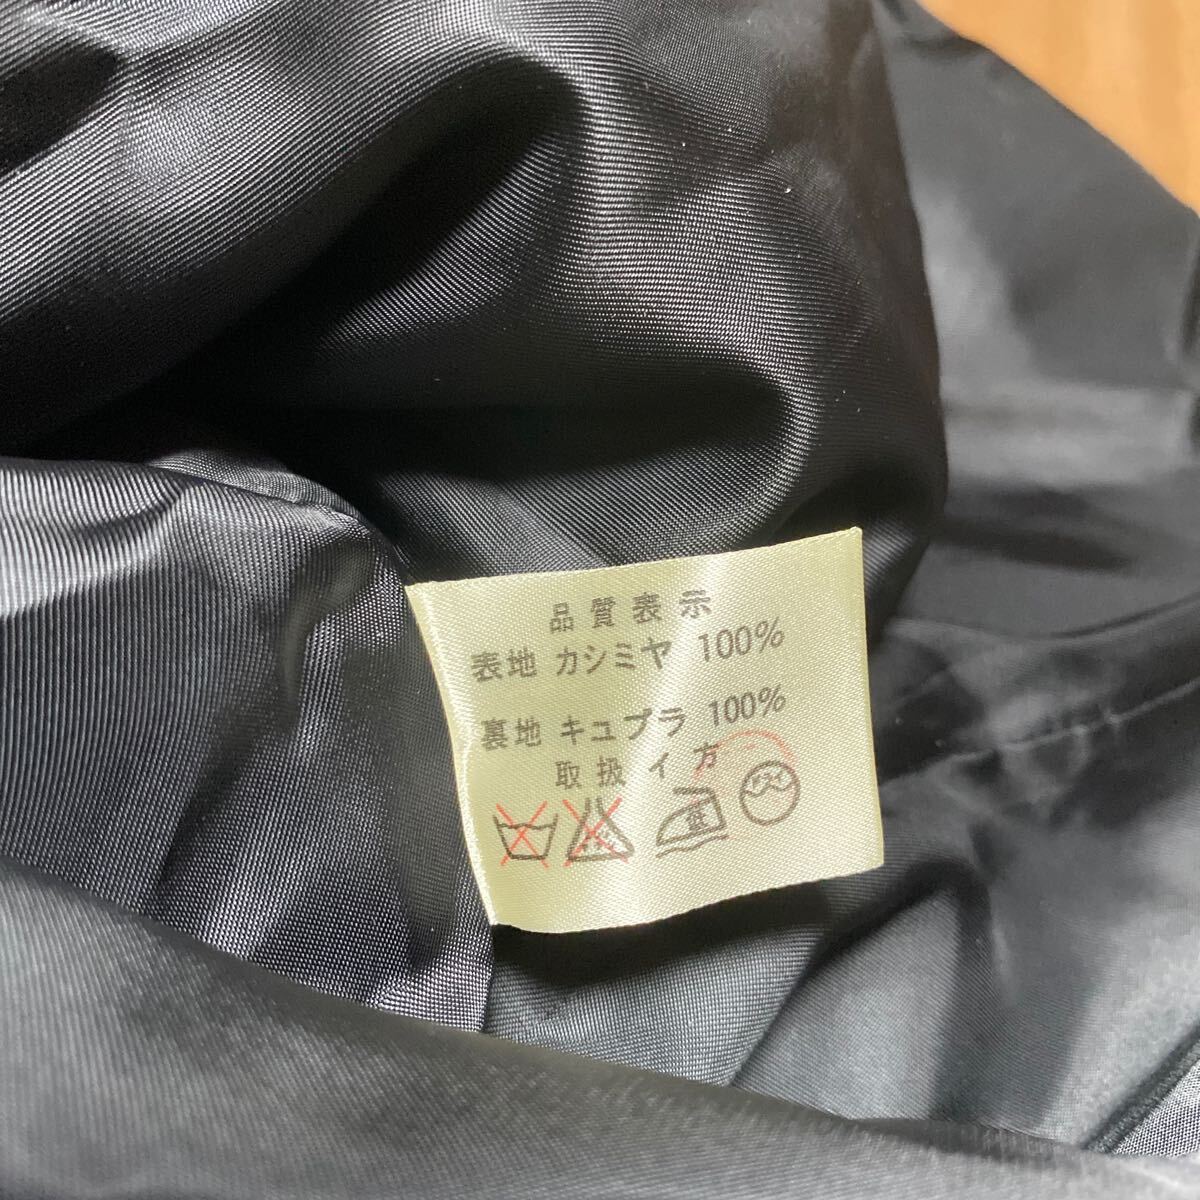 品質表示
表地 カシミヤ 100%
裏地 キュプラ 100%
取扱イ方